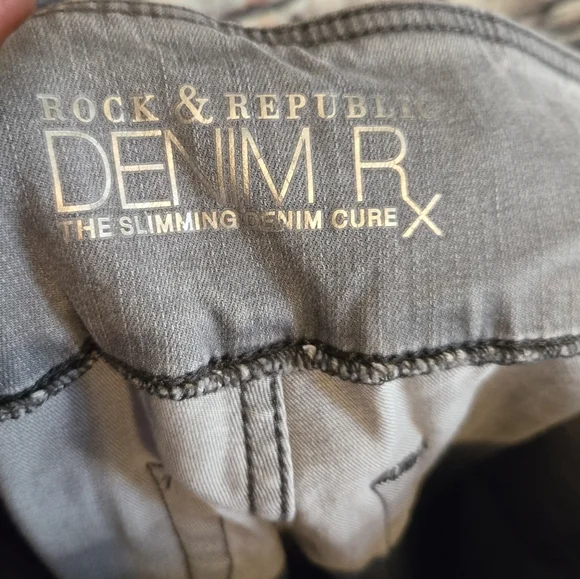 ROCK & REPUBLIC
DENIM Rx
THE SLIMMING DENIM CURE